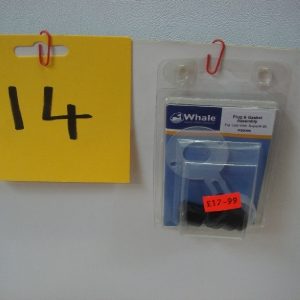 14
Whale
Plug & Gasket
Assembly
£17-99